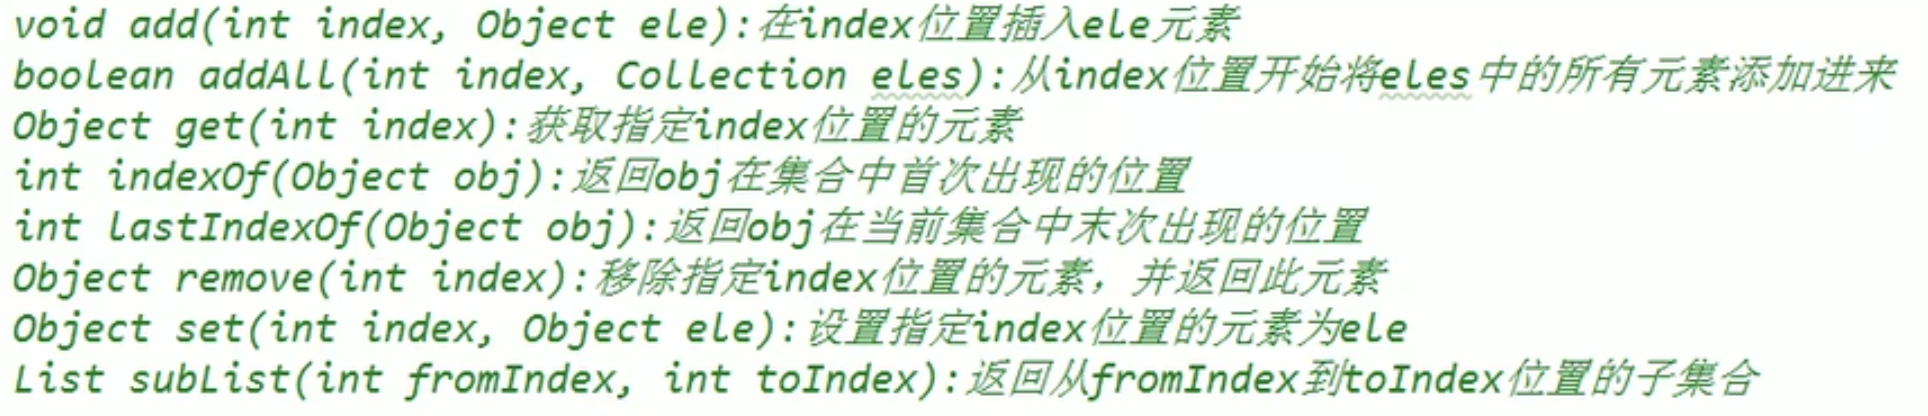 void add(int index, Object ele):在index位置插入ele元素
boolean addAll(int index, Collection eles):从index位置开始将eles中的所有元素添加进来
Object get(int index):获取指定index位置的元素
int indexOf(Object obj):返回obj在集合中首次出现的位置
int lastIndexOf(Object obj):返回obj在当前集合中末次出现的位置
Object remove(int index):移除指定index位置的元素，并返回此元素
Object set(int index, Object ele):设置指定index位置的元素为ele
List subList(int fromIndex, int toIndex):返回从fromIndex到toIndex位置的子集合